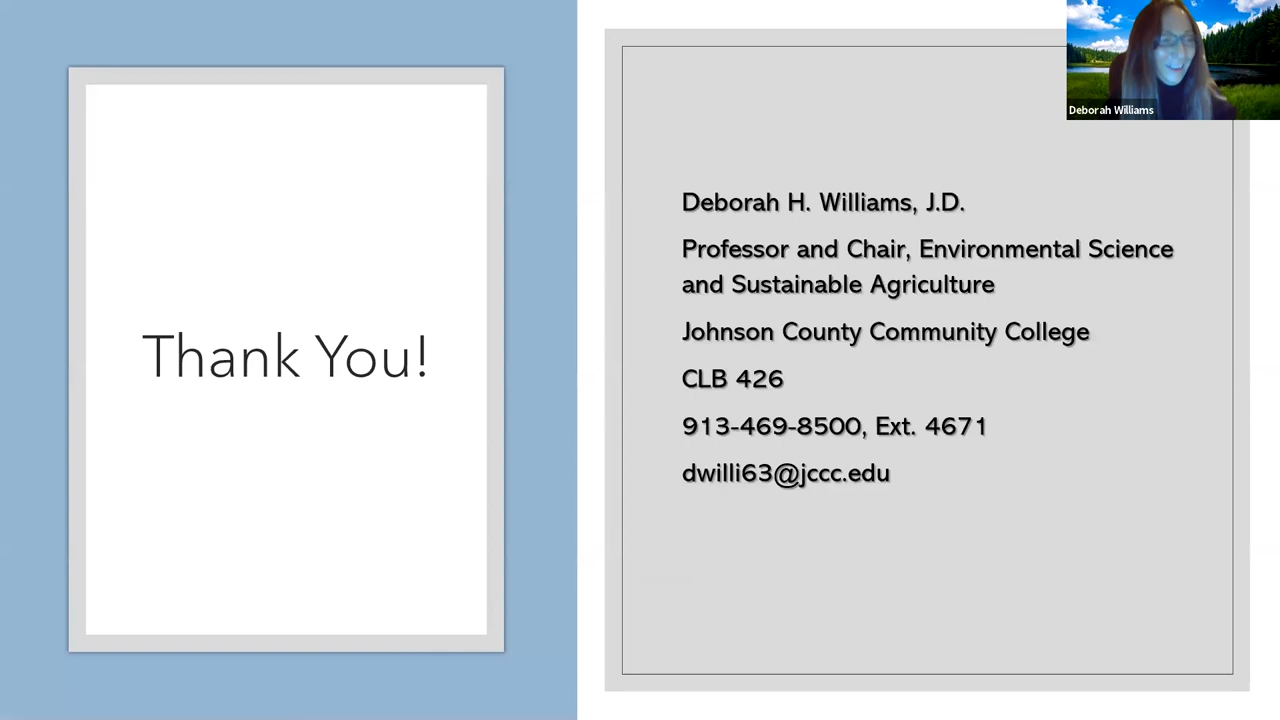 Thank You!
Deborah H. Williams, J.D.
Professor and Chair, Environmental Science
and Sustainable Agriculture
Johnson County Community College
CLB 426
913-469-8500, Ext. 4671
dwilli63@jccc.edu
Deborah Williams